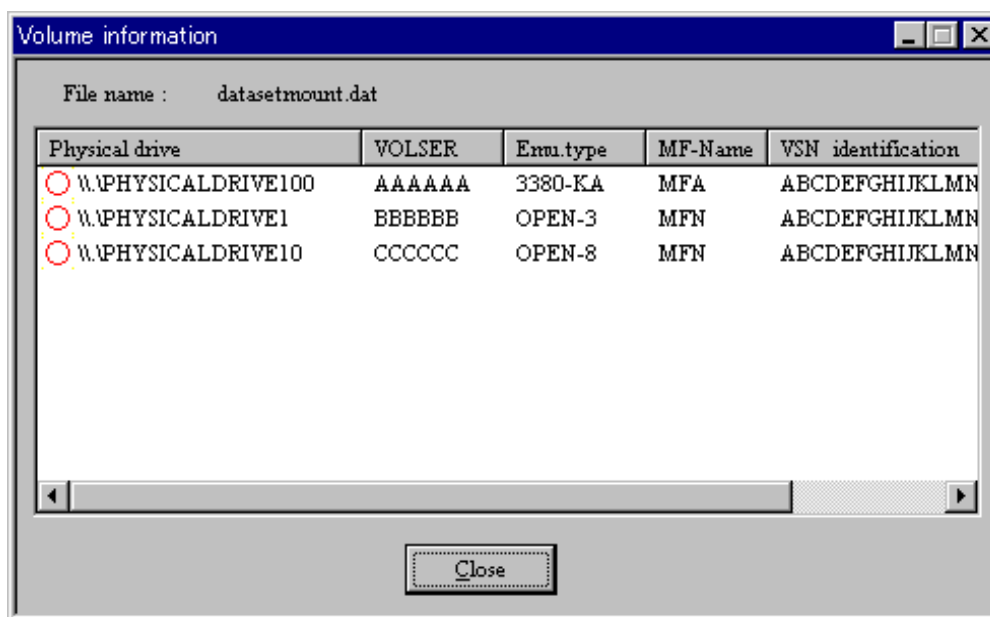 Volume information
File name : datasetmount.dat
Physical drive VOLSER Emu.type MF-Name VSN identification
\\.\PHYSICALDRIVE100 AAAAAA 3380-KA MFA ABCDEFGHIJKLMN
\\.\PHYSICALDRIVE1 BBBBBB OPEN-3 MFN ABCDEFGHIJKLMN
\\.\PHYSICALDRIVE10 CCCCCC OPEN-8 MFN ABCDEFGHIJKLMN
Close